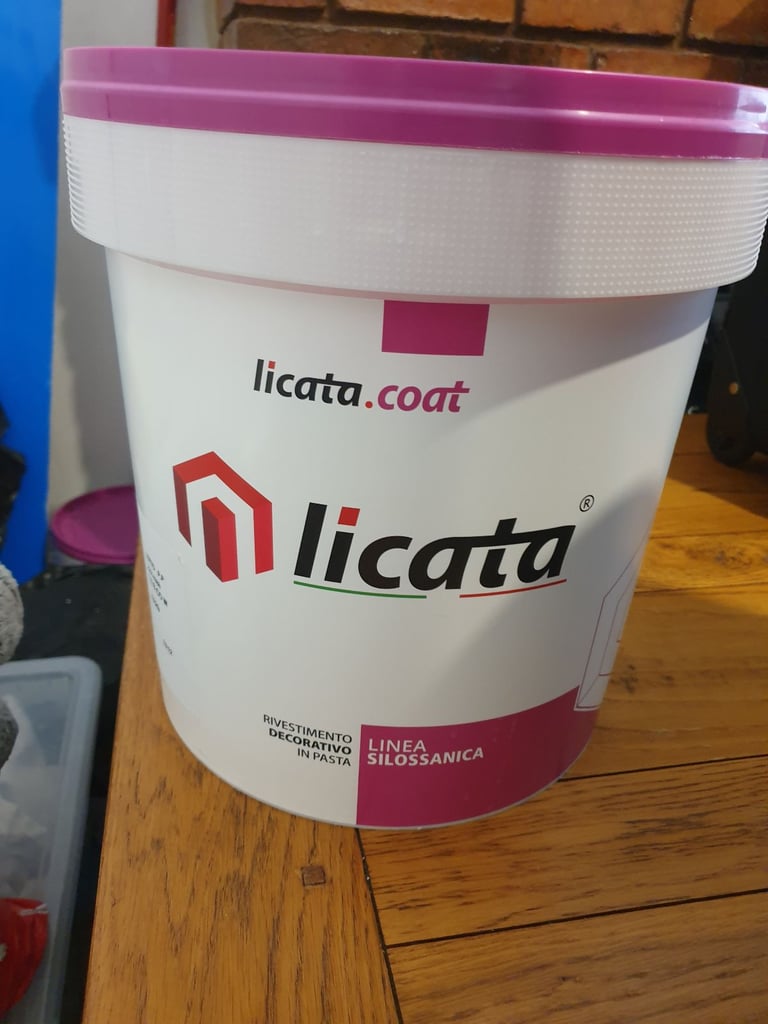 licata.coat
licata®
RIVESTIMENTO
DECORATIVO
IN PASTA
LINEA
SILOSSANICA